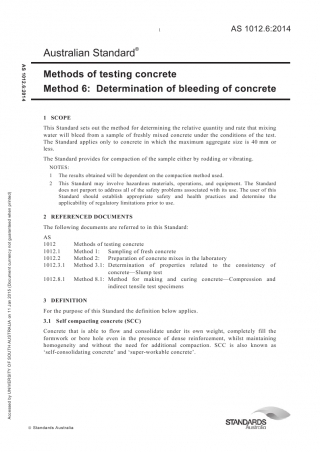 1
AS 1012.6:2014
Australian Standard®
Methods of testing concrete
Method 6: Determination of bleeding of concrete
AS 1012.6:2014
1 SCOPE
This Standard sets out the method for determining the relative quantity and rate that mixing
water will bleed from a sample of freshly mixed concrete under the conditions of the test.
The Standard applies only to concrete in which the maximum aggregate size is 40 mm or
less.
The Standard provides for compaction of the sample either by rodding or vibrating.
NOTES:
1 The results obtained will be dependent on the compaction method used.
2 This Standard may involve hazardous materials, operations, and equipment. The Standard
does not purport to address all of the safety problems associated with its use. The user of this
Standard should establish appropriate safety and health practices and determine the
applicability of regulatory limitations prior to use.
2 REFERENCED DOCUMENTS
The following documents are referred to in this Standard:
AS
1012 Methods of testing concrete
1012.1 Method 1: Sampling of fresh concrete
1012.2 Method 2: Preparation of concrete mixes in the laboratory
1012.3.1 Method 3.1: Determination of properties related to the consistency of
concrete—Slump test
1012.8.1 Method 8.1: Method for making and curing concrete—Compression and
indirect tensile test specimens
3 DEFINITION
For the purpose of this Standard the definition below applies.
3.1 Self compacting concrete (SCC)
Concrete that is able to flow and consolidate under its own weight, completely fill the
formwork or bore hole even in the presence of dense reinforcement, whilst maintaining
homogeneity and without the need for additional compaction. SCC is also known as
‘self-consolidating concrete’ and ‘super-workable concrete’.
Accessed by UNIVERSITY OF SOUTH AUSTRALIA on 11 Jan 2015 (Document currency not guaranteed when printed)
© Standards Australia
STANDARDS
Australia